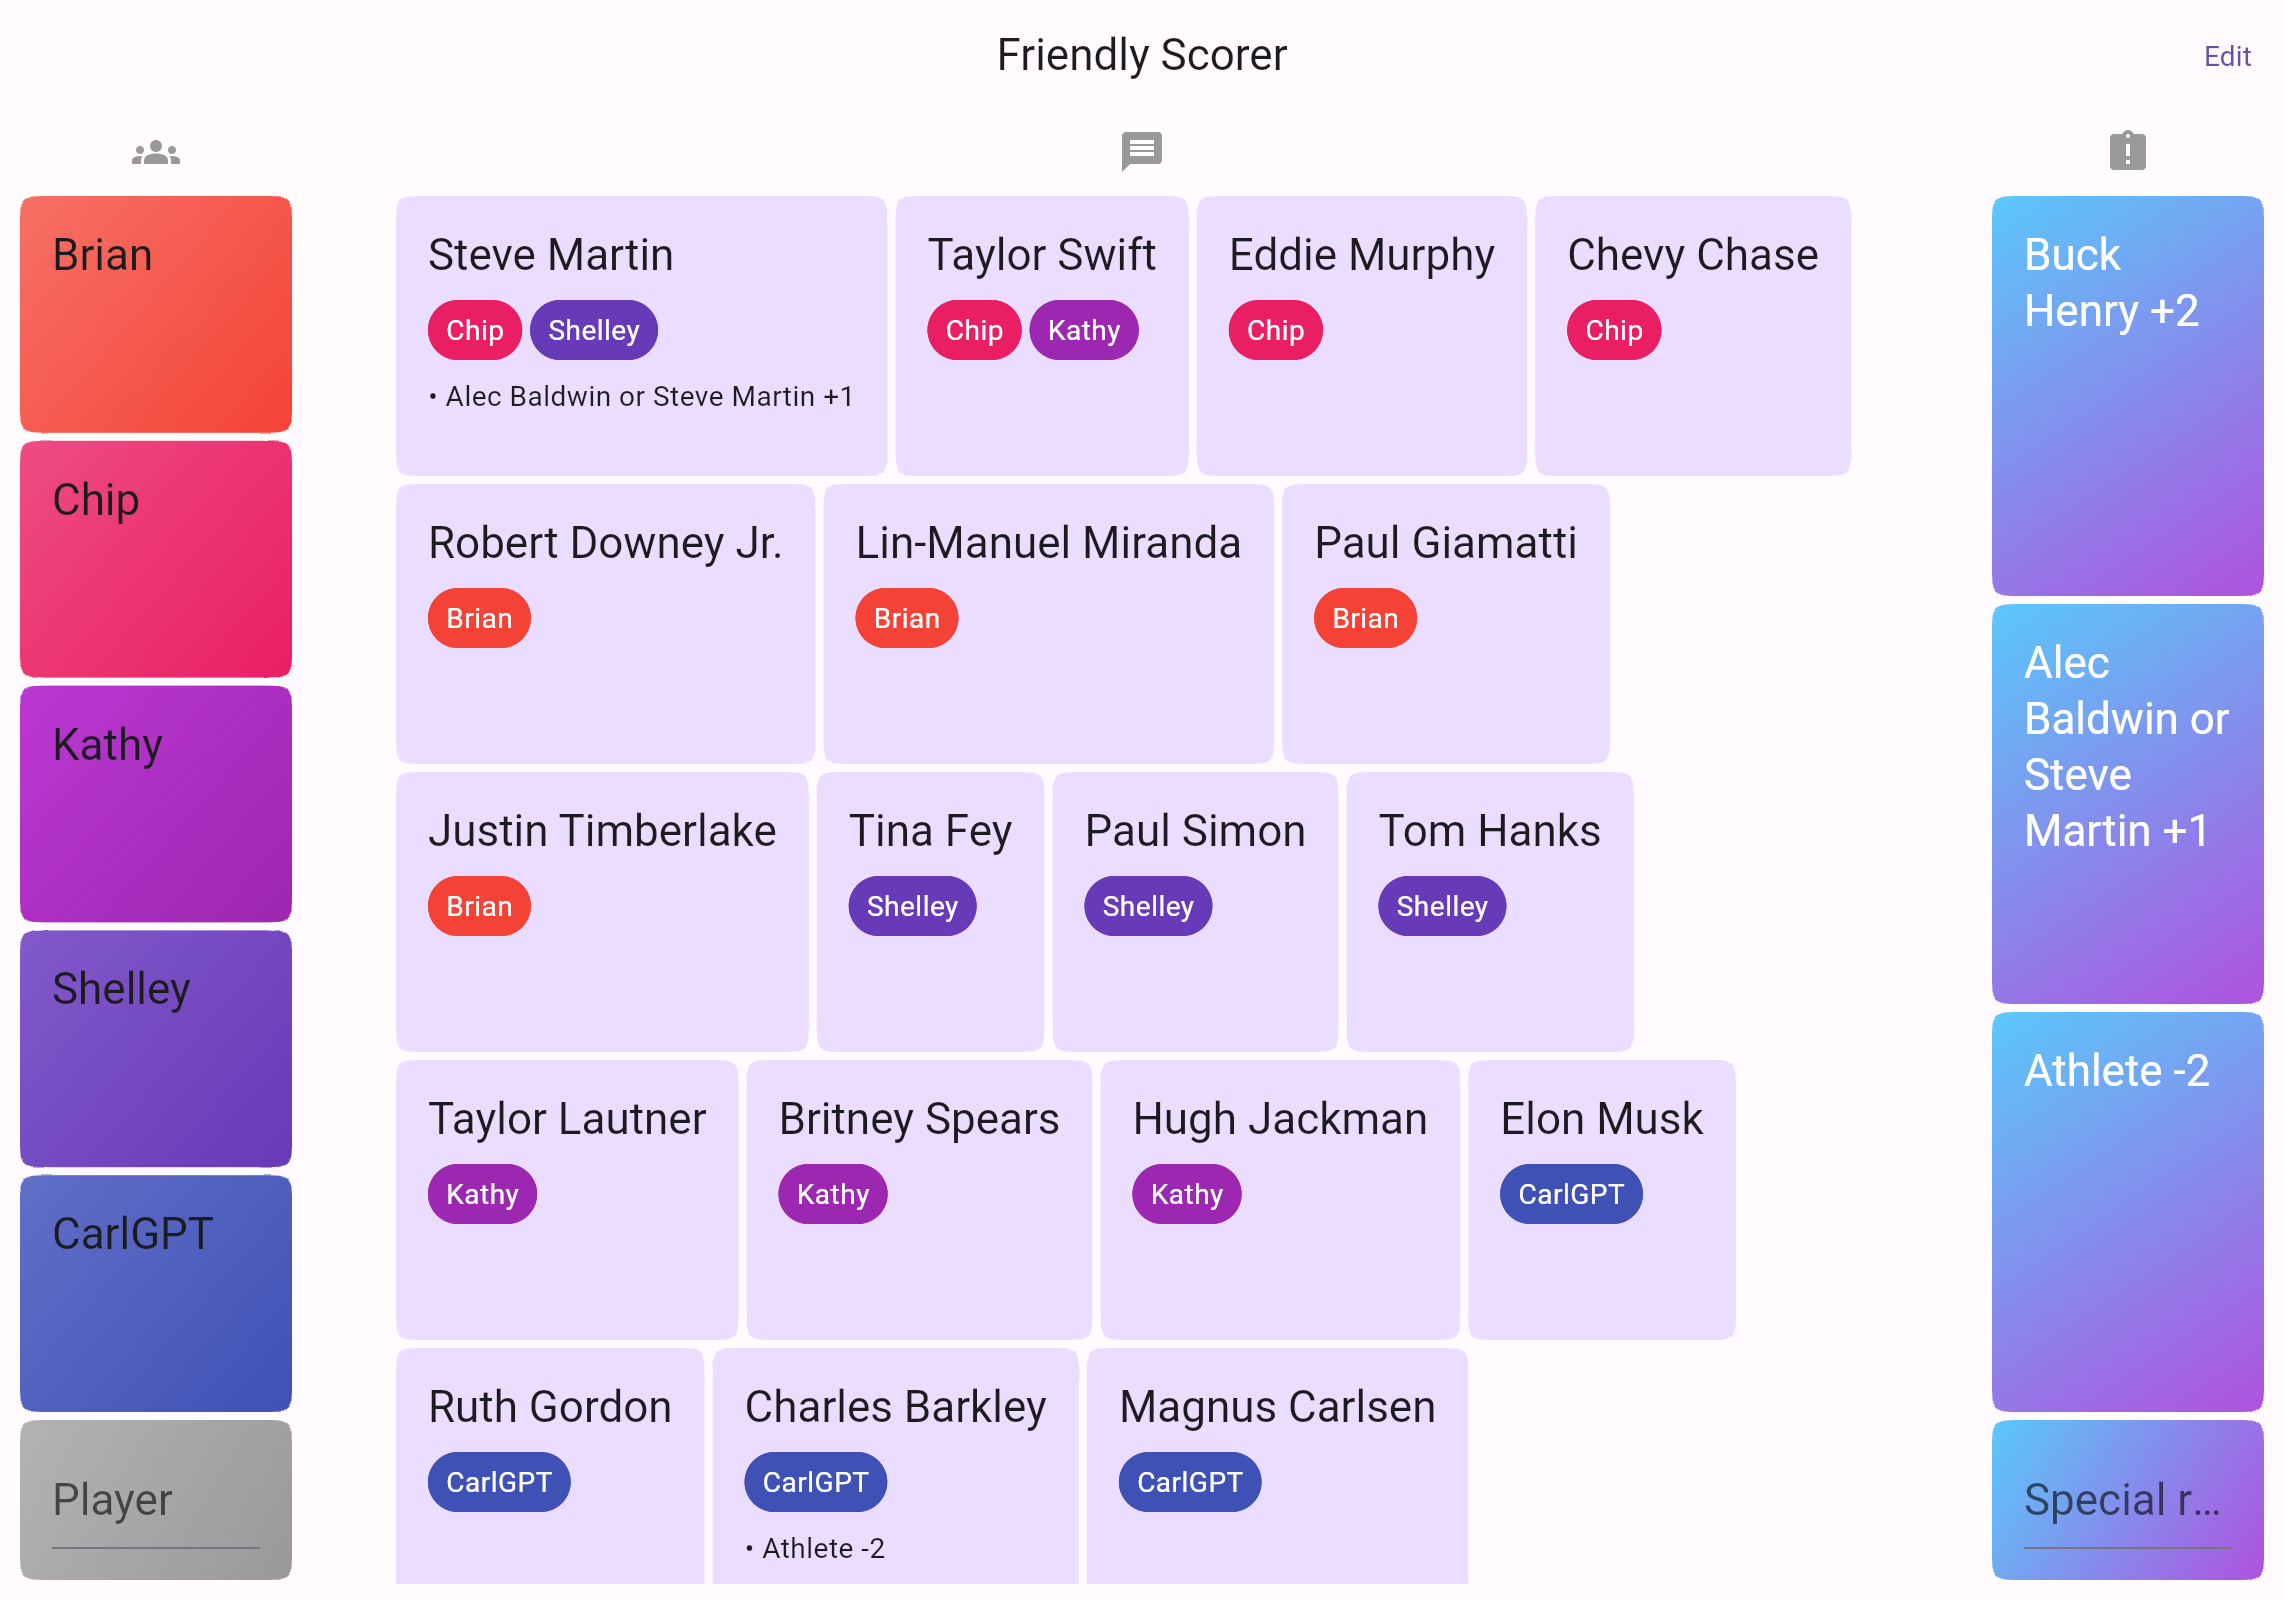 Friendly Scorer
Edit
Brian
Chip
Kathy
Shelley
CarlGPT
Player
Steve Martin
Chip Shelley
• Alec Baldwin or Steve Martin +1
Taylor Swift
Chip Kathy
Eddie Murphy
Chip
Chevy Chase
Chip
Robert Downey Jr.
Brian
Lin-Manuel Miranda
Brian
Paul Giamatti
Brian
Justin Timberlake
Brian
Tina Fey
Shelley
Paul Simon
Shelley
Tom Hanks
Shelley
Taylor Lautner
Kathy
Britney Spears
Kathy
Hugh Jackman
Kathy
Elon Musk
CarlGPT
Ruth Gordon
CarlGPT
Charles Barkley
CarlGPT
• Athlete -2
Magnus Carlsen
CarlGPT
Buck
Henry +2
Alec
Baldwin or
Steve
Martin +1
Athlete -2
Special r...